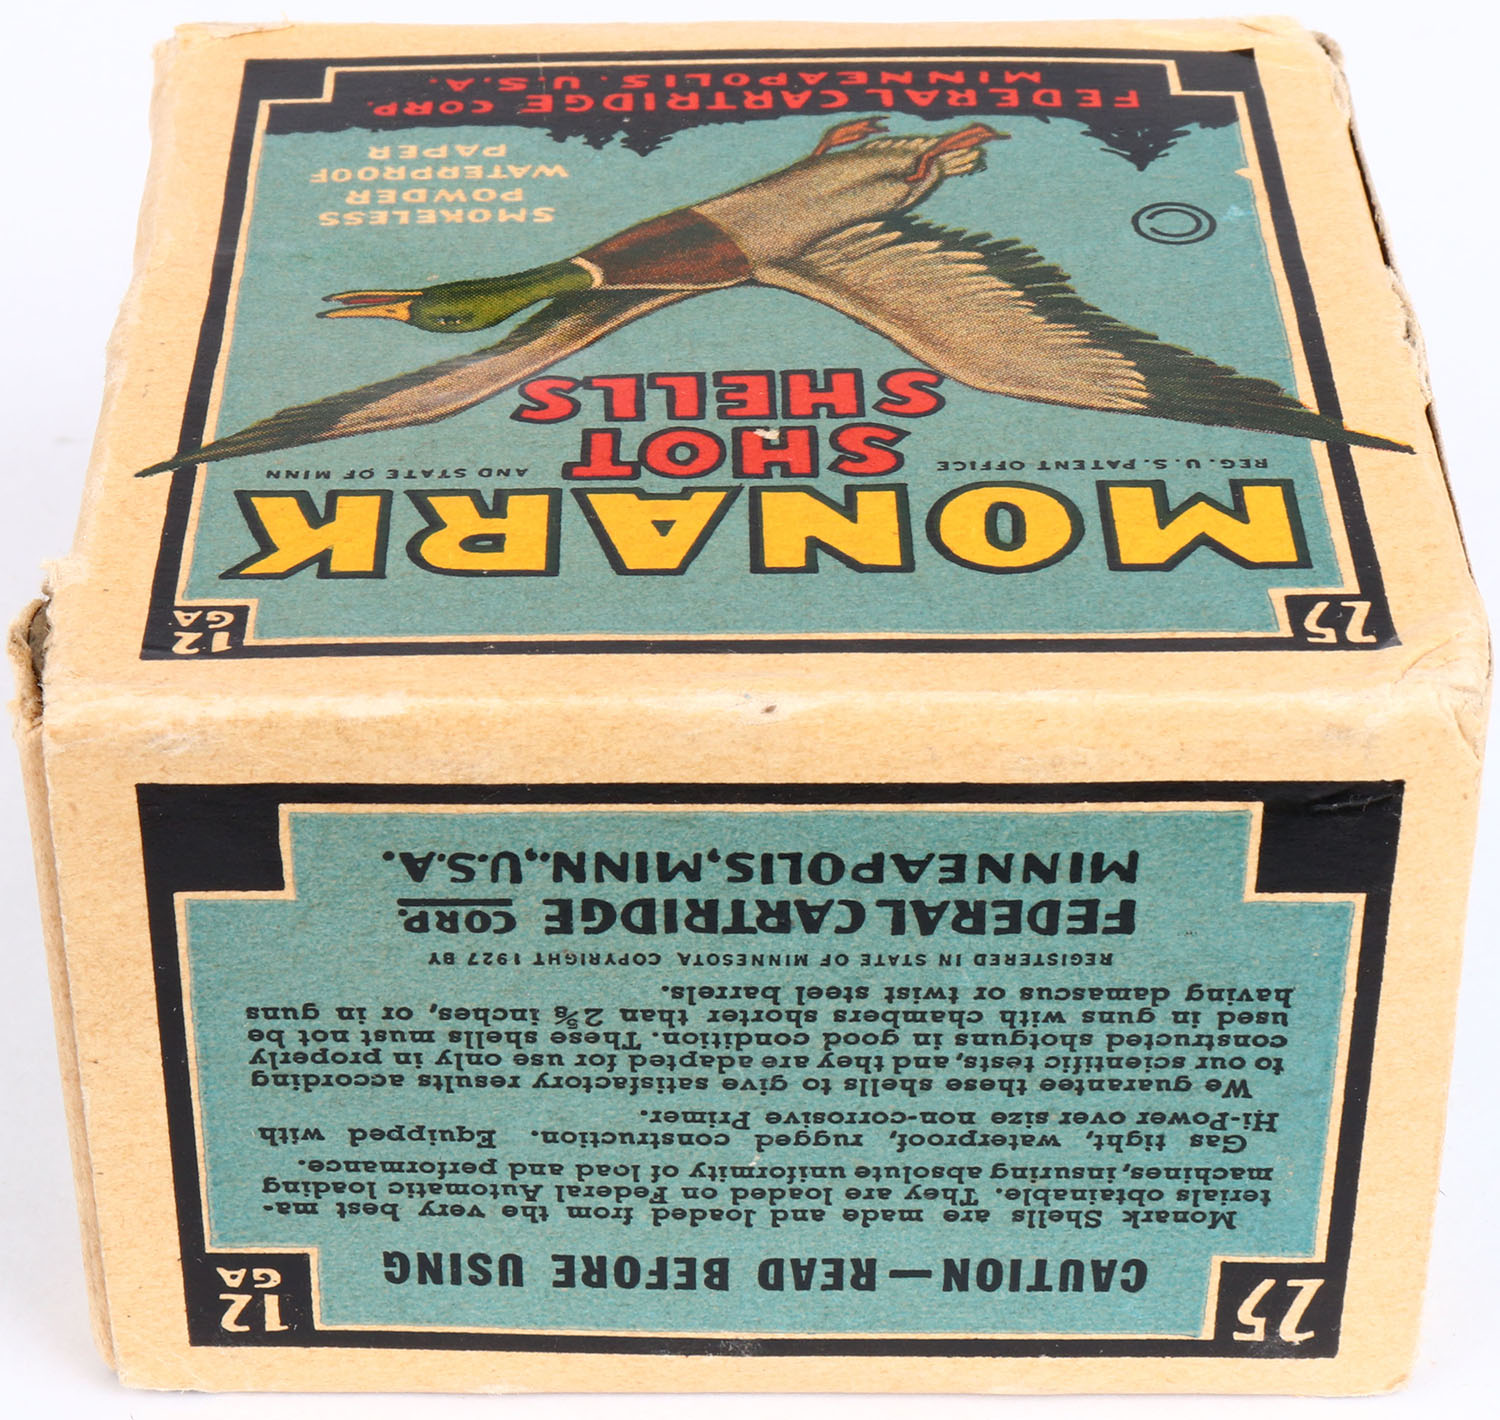 25
12
GA
MONARK
REG. U.S. PATENT OFFICE
AND STATE OF MINN
SHOT
SHELLS
SMOKELESS
POWDER
WATERPROOF
PAPER
FEDERAL CARTRIDGE CORP.
MINNEAPOLIS. U.S.A.
25
12
GA
CAUTION—READ BEFORE USING
Monark Shells are made and loaded from the very best ma-
terials obtainable. They are loaded on Federal Automatic loading
machines, insuring absolute uniformity of load and performance.
Gas tight, waterproof, rugged construction. Equipped with
Hi-Power over size non-corrosive Primer.
We guarantee these shells to give satisfactory results according
to our scientific tests, and they are adapted for use only in properly
constructed shotguns in good condition. These shells must not be
used in guns with chambers shorter than 2⅝ inches, or in guns
having damascus or twist steel barrels.
REGISTERED IN STATE OF MINNESOTA COPYRIGHT 1927 BY
FEDERAL CARTRIDGE CORP.
MINNEAPOLIS, MINN., U.S.A.